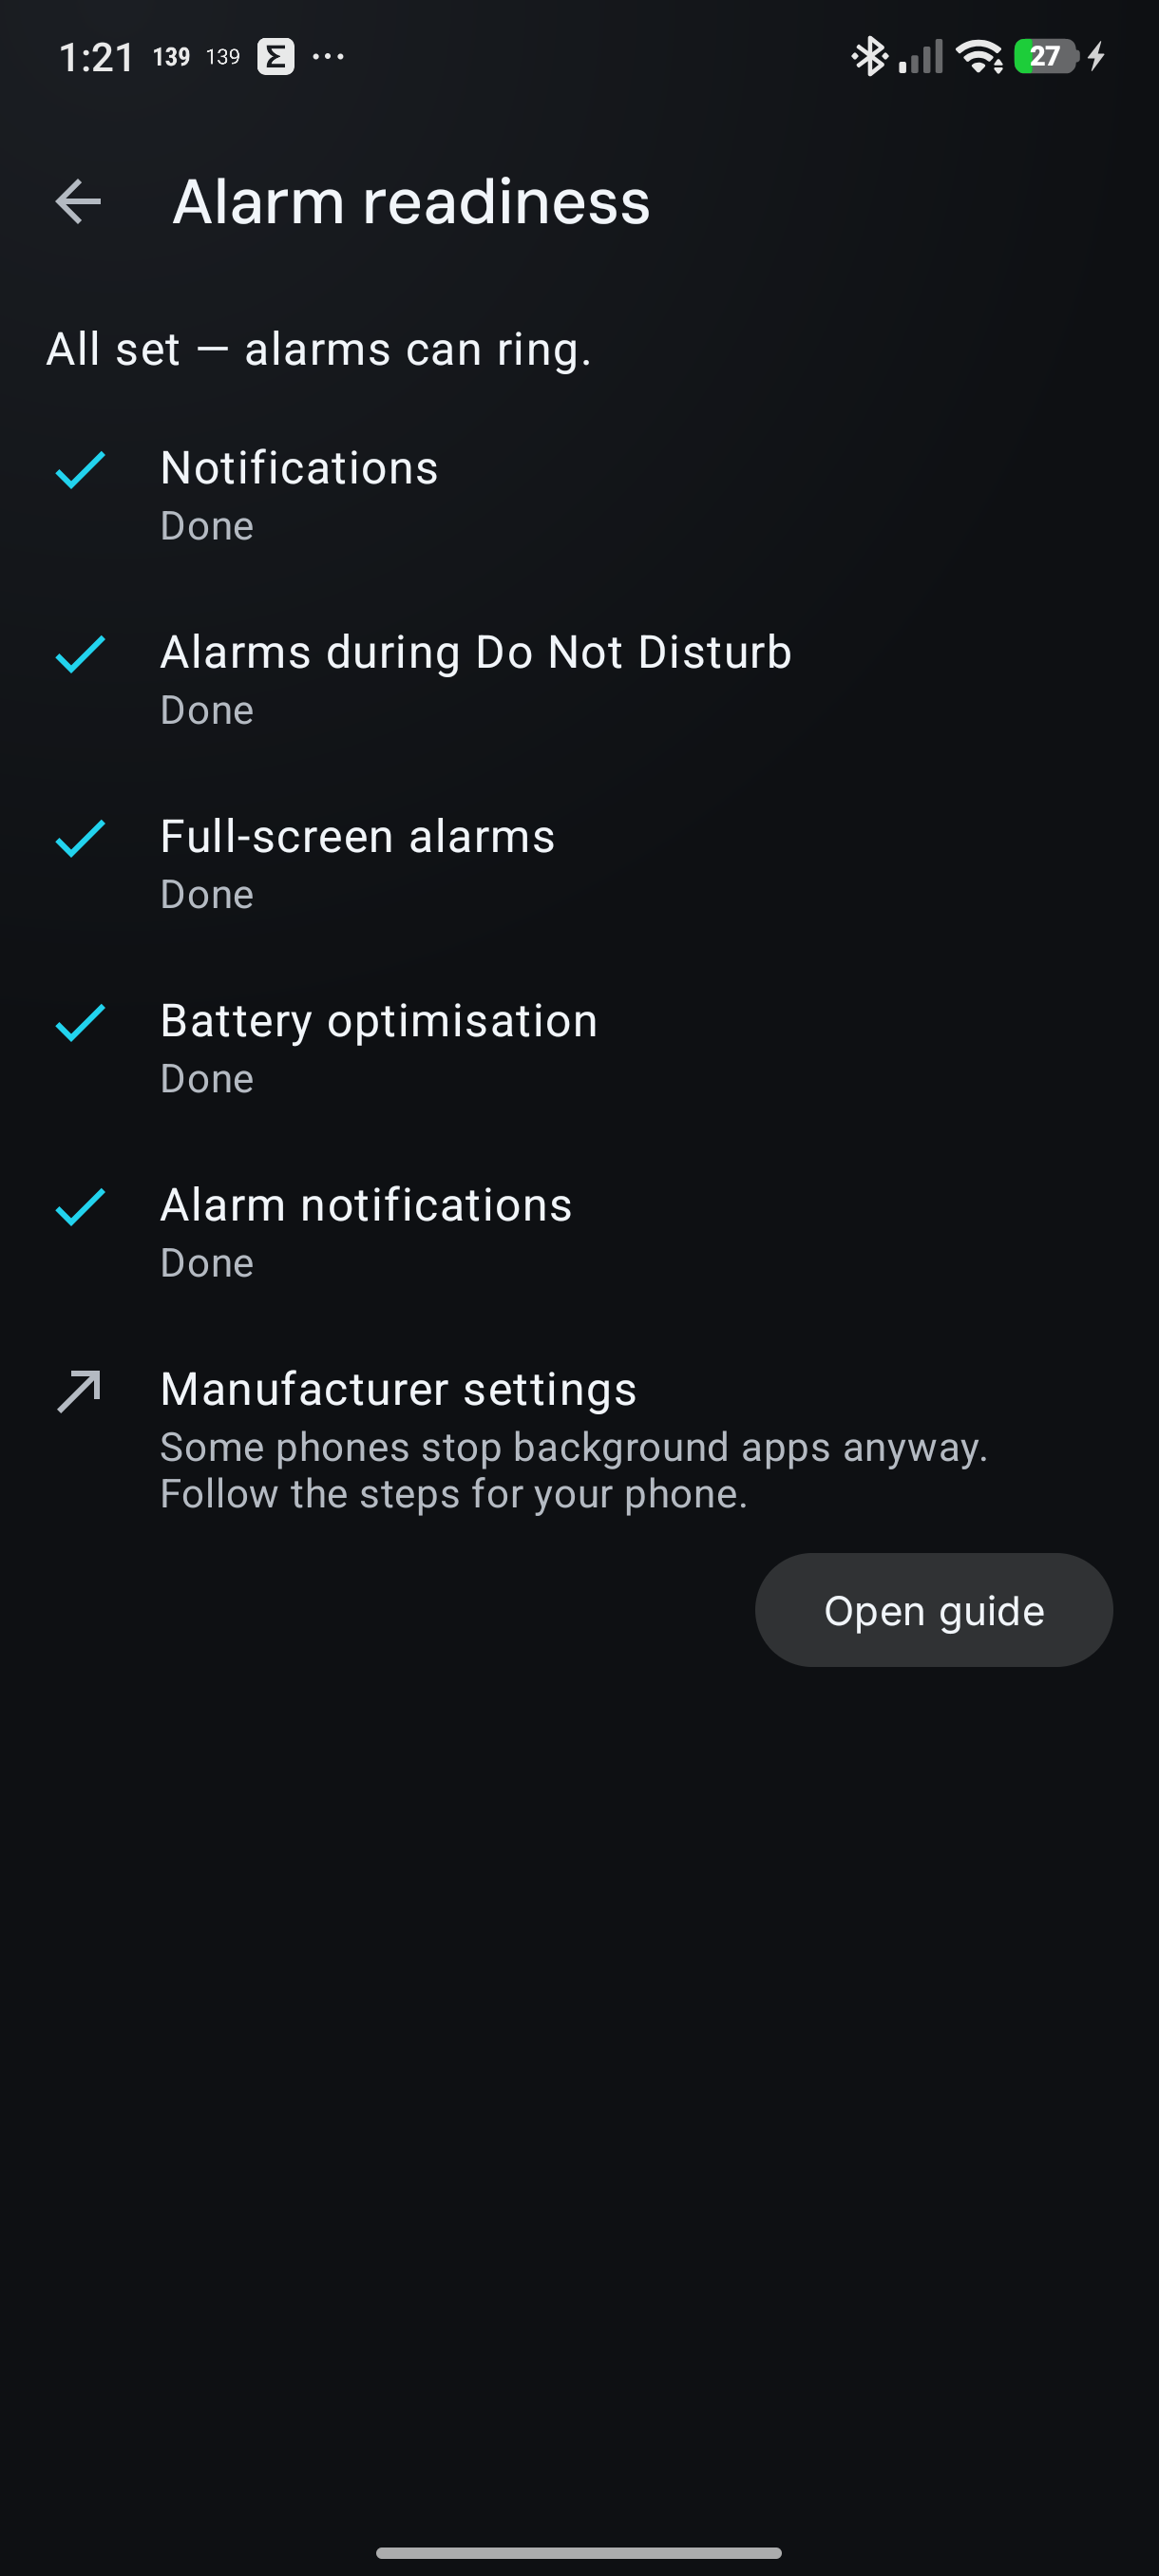 1:21 139 139 Σ ...
27
Alarm readiness
All set — alarms can ring.
Notifications
Done
Alarms during Do Not Disturb
Done
Full-screen alarms
Done
Battery optimisation
Done
Alarm notifications
Done
Manufacturer settings
Some phones stop background apps anyway.
Follow the steps for your phone.
Open guide